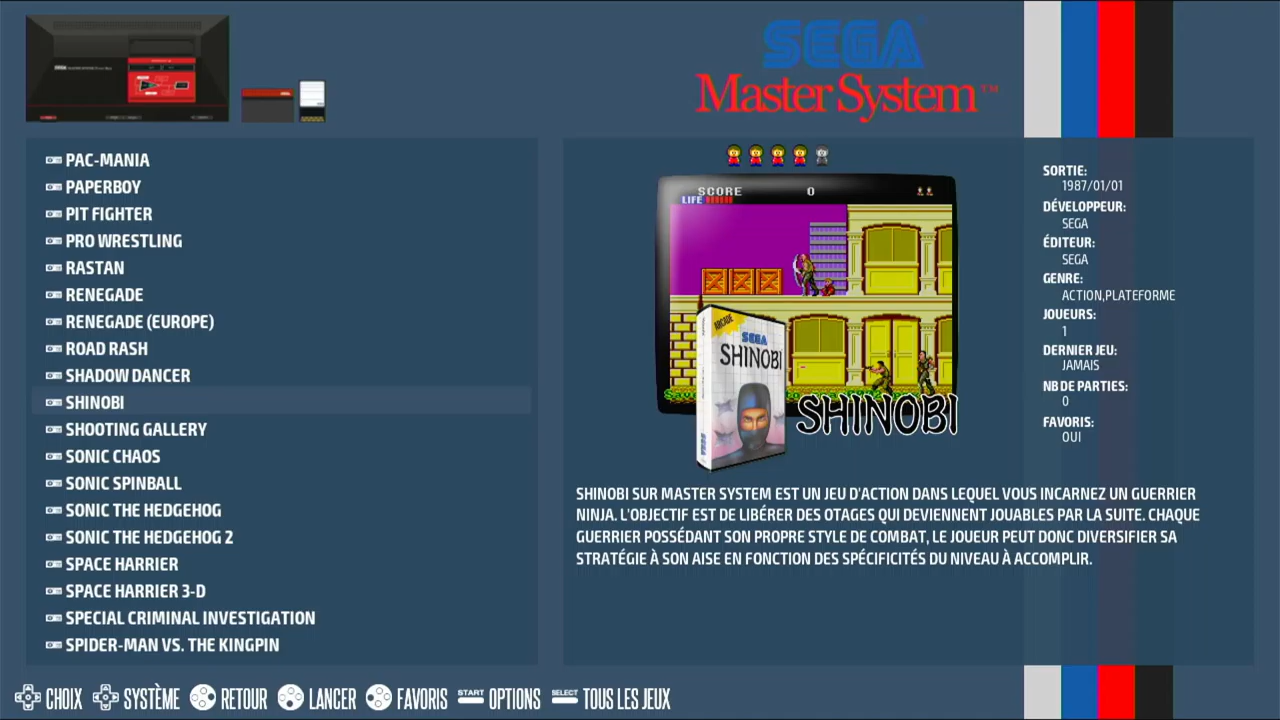 SEGA
Master System™
PAC-MANIA
PAPERBOY
PIT FIGHTER
PRO WRESTLING
RASTAN
RENEGADE
RENEGADE (EUROPE)
ROAD RASH
SHADOW DANCER
SHINOBI
SHOOTING GALLERY
SONIC CHAOS
SONIC SPINBALL
SONIC THE HEDGEHOG
SONIC THE HEDGEHOG 2
SPACE HARRIER
SPACE HARRIER 3-D
SPECIAL CRIMINAL INVESTIGATION
SPIDER-MAN VS. THE KINGPIN
SCORE 0
LIFE
ARCADE
SEGA
SHINOBI
SEGA
SHINOBI
SORTIE:
1987/01/01
DÉVELOPPEUR:
SEGA
ÉDITEUR:
SEGA
GENRE:
ACTION,PLATEFORME
JOUEURS:
1
DERNIER JEU:
JAMAIS
NB DE PARTIES:
0
FAVORIS:
OUI
SHINOBI SUR MASTER SYSTEM EST UN JEU D'ACTION DANS LEQUEL VOUS INCARNEZ UN GUERRIER
NINJA. L'OBJECTIF EST DE LIBÉRER DES OTAGES QUI DEVIENNENT JOUABLES PAR LA SUITE. CHAQUE
GUERRIER POSSÉDANT SON PROPRE STYLE DE COMBAT, LE JOUEUR PEUT DONC DIVERSIFIER SA
STRATÉGIE À SON AISE EN FONCTION DES SPÉCIFICITÉS DU NIVEAU À ACCOMPLIR.
CHOIX SYSTÈME RETOUR LANCER FAVORIS START OPTIONS SELECT TOUS LES JEUX